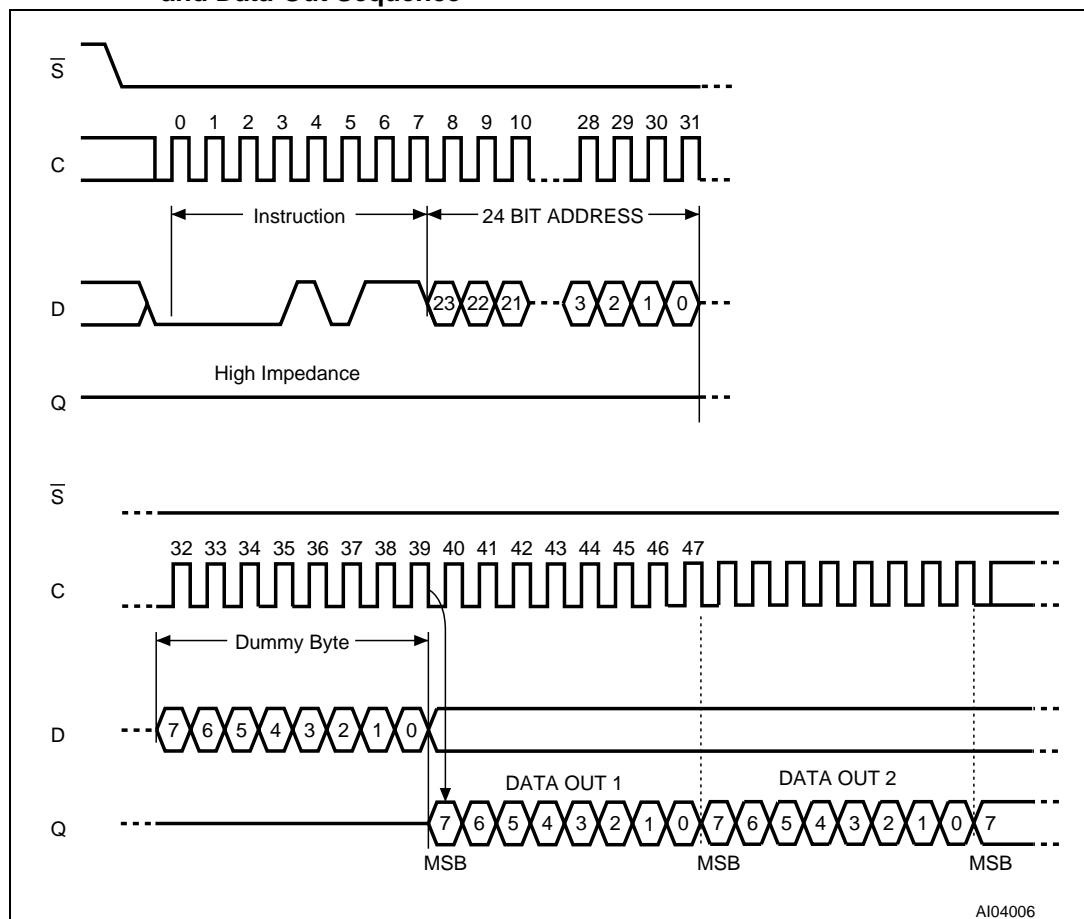 and Data-Out Sequence
S
0 1 2 3 4 5 6 7 8 9 10 28 29 30 31
C
Instruction 24 BIT ADDRESS
D 23 22 21 3 2 1 0
High Impedance
Q
S
32 33 34 35 36 37 38 39 40 41 42 43 44 45 46 47
C
Dummy Byte
D 7 6 5 4 3 2 1 0
DATA OUT 1 DATA OUT 2
Q 7 6 5 4 3 2 1 0 7 6 5 4 3 2 1 0 7
MSB MSB MSB
AI04006